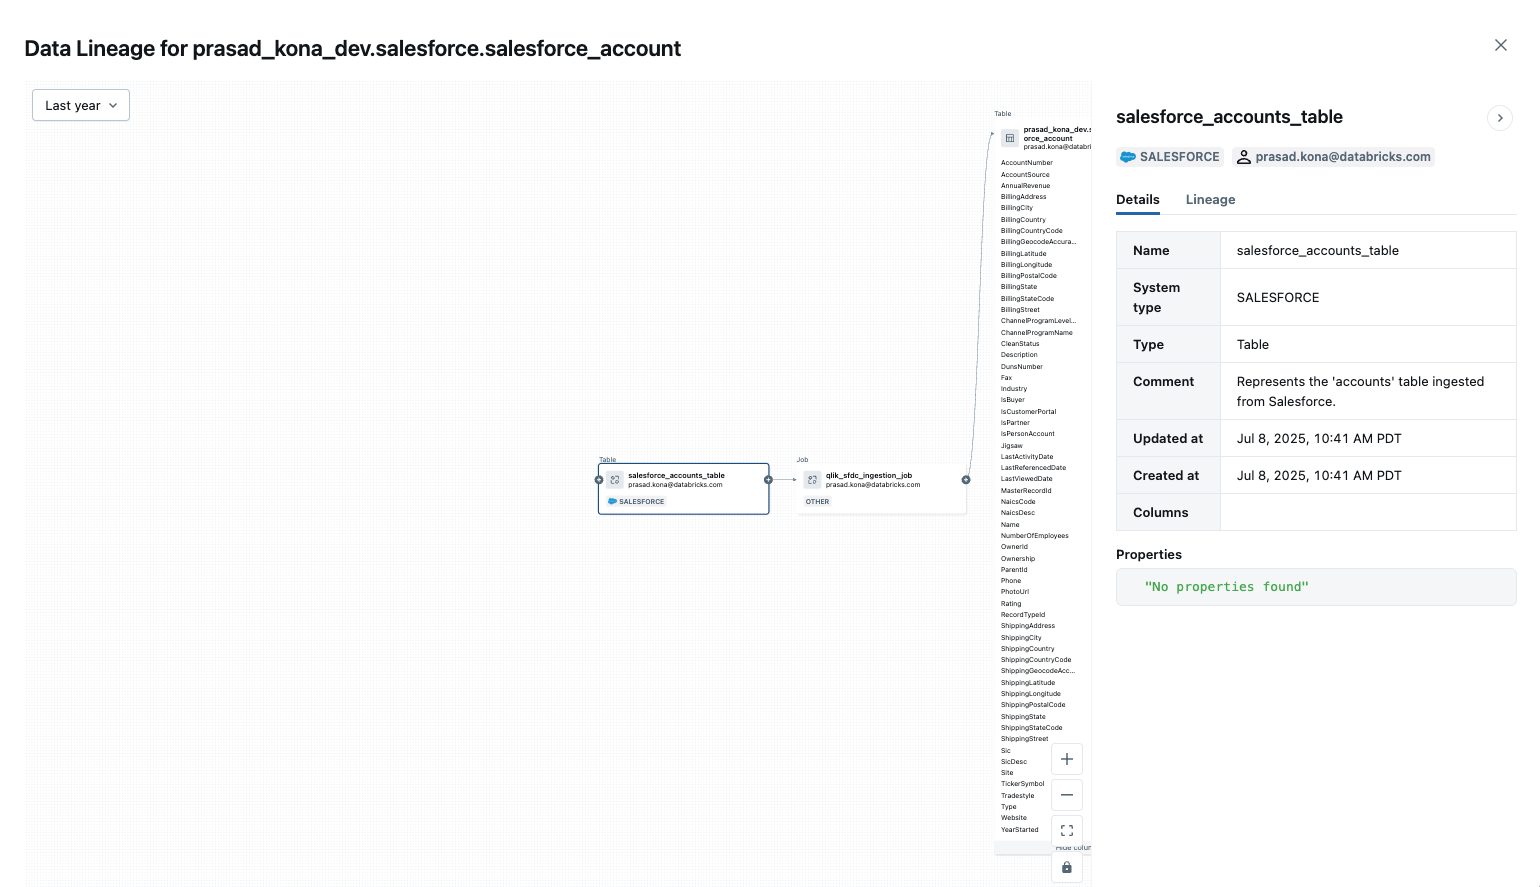 Data Lineage for prasad_kona_dev.salesforce.salesforce_account
Last year
Table
prasad_kona_dev.s
orce_account
prasad.kona@databri
AccountNumber
AccountSource
AnnualRevenue
BillingAddress
BillingCity
BillingCountry
BillingCountryCode
BillingGeocodeAccura...
BillingLatitude
BillingLongitude
BillingPostalCode
BillingState
BillingStateCode
BillingStreet
ChannelProgramLevel...
ChannelProgramName
CleanStatus
Description
DunsNumber
Fax
Industry
IsBuyer
IsCustomerPortal
IsPartner
IsPersonAccount
Jigsaw
LastActivityDate
LastReferencedDate
LastViewedDate
MasterRecordId
NaicsCode
NaicsDesc
Name
NumberOfEmployees
OwnerId
Ownership
ParentId
Phone
PhotoUrl
Rating
RecordTypeId
ShippingAddress
ShippingCity
ShippingCountry
ShippingCountryCode
ShippingGeocodeAcc...
ShippingLatitude
ShippingLongitude
ShippingPostalCode
ShippingState
ShippingStateCode
ShippingStreet
Sic
SicDesc
Site
TickerSymbol
Tradestyle
Type
Website
YearStarted
Hide colun
Table
salesforce_accounts_table
prasad.kona@databricks.com
SALESFORCE
Job
qlik_sfdc_ingestion_job
prasad.kona@databricks.com
OTHER
salesforce_accounts_table
SALESFORCE prasad.kona@databricks.com
Details Lineage
Name salesforce_accounts_table
System
type
SALESFORCE
Type Table
Comment Represents the 'accounts' table ingested
from Salesforce.
Updated at Jul 8, 2025, 10:41 AM PDT
Created at Jul 8, 2025, 10:41 AM PDT
Columns
Properties
"No properties found"